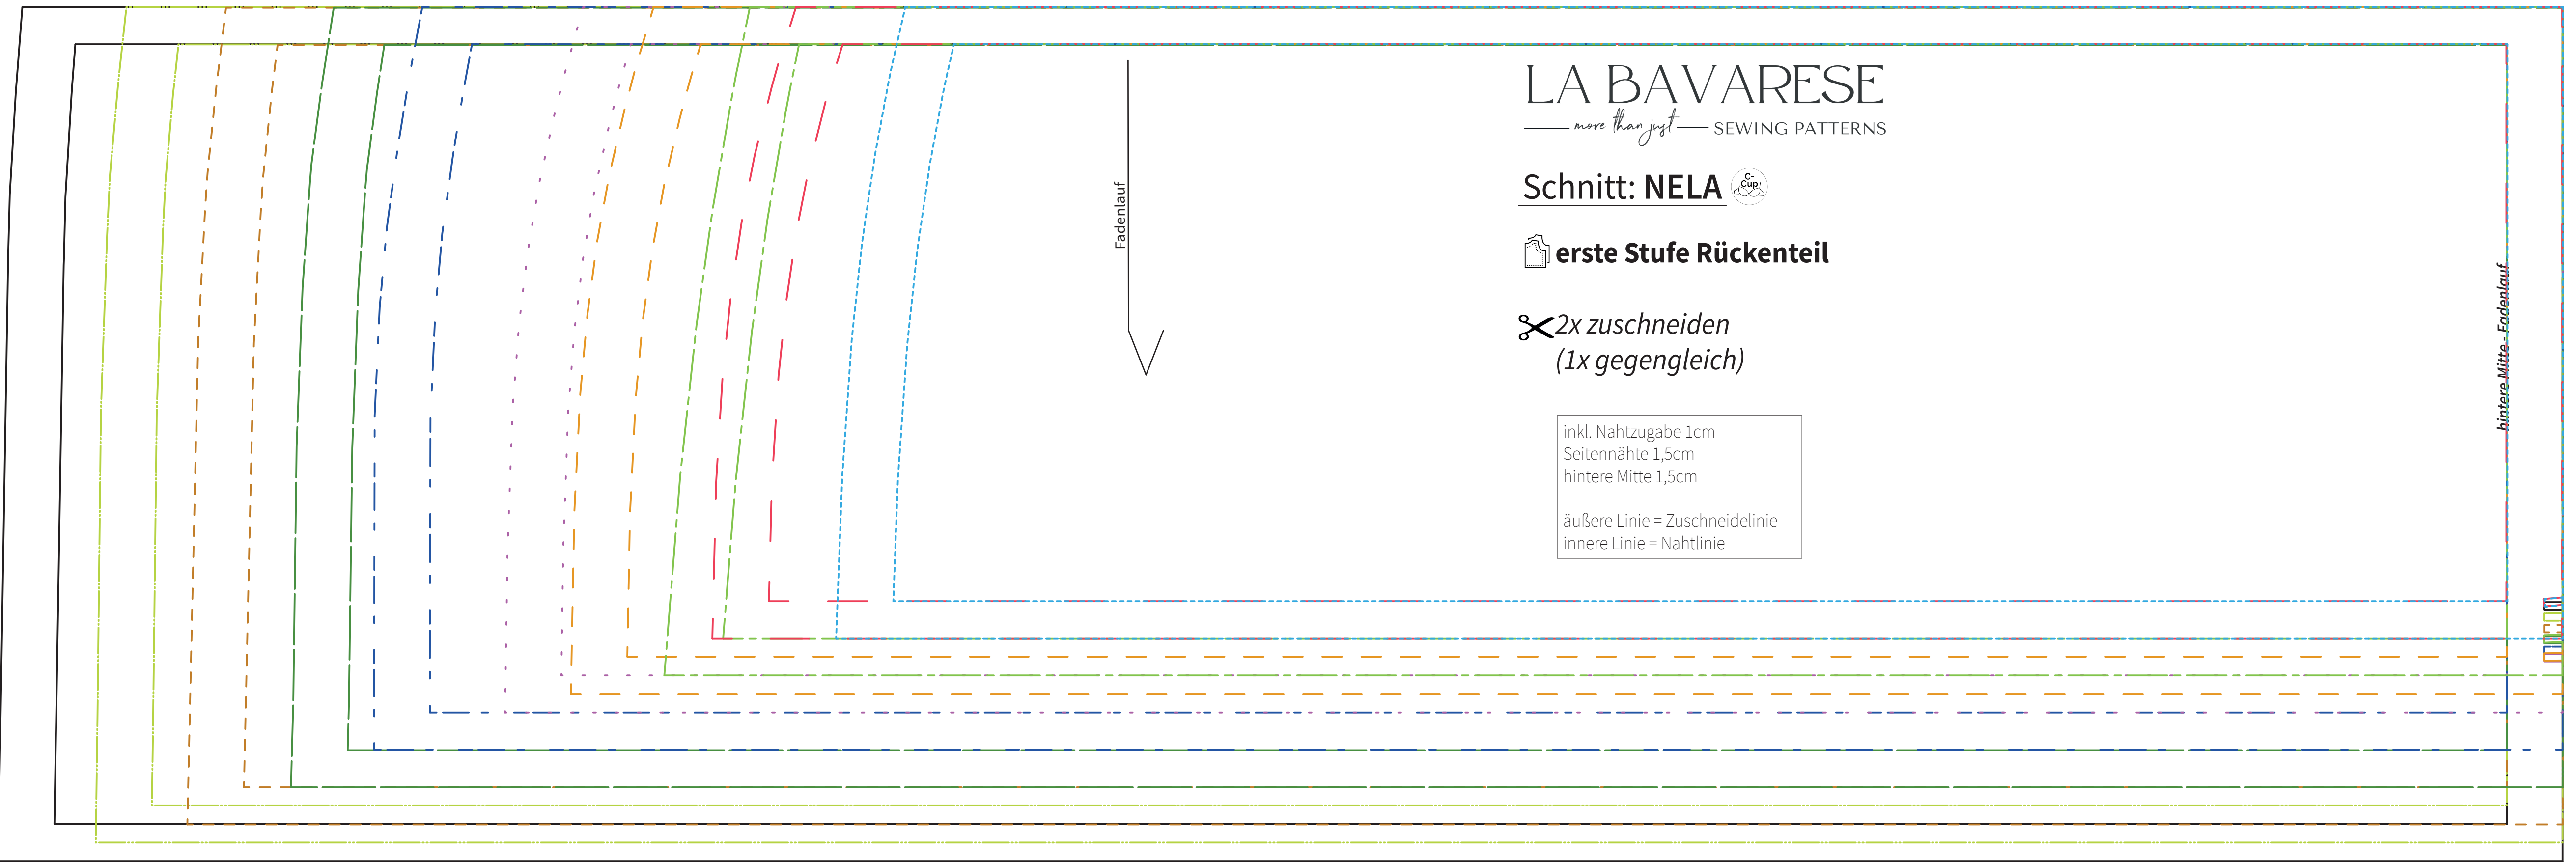 LA BAVARESE
more than just SEWING PATTERNS
Schnitt: NELA
C-
Cup
erste Stufe Rückenteil
2x zuschneiden
(1x gegengleich)
inkl. Nahtzugabe 1cm
Seitennähte 1,5cm
hintere Mitte 1,5cm
äußere Linie = Zuschneidelinie
innere Linie = Nahtlinie
Fadenlauf
hintere Mitte - Fadenlauf